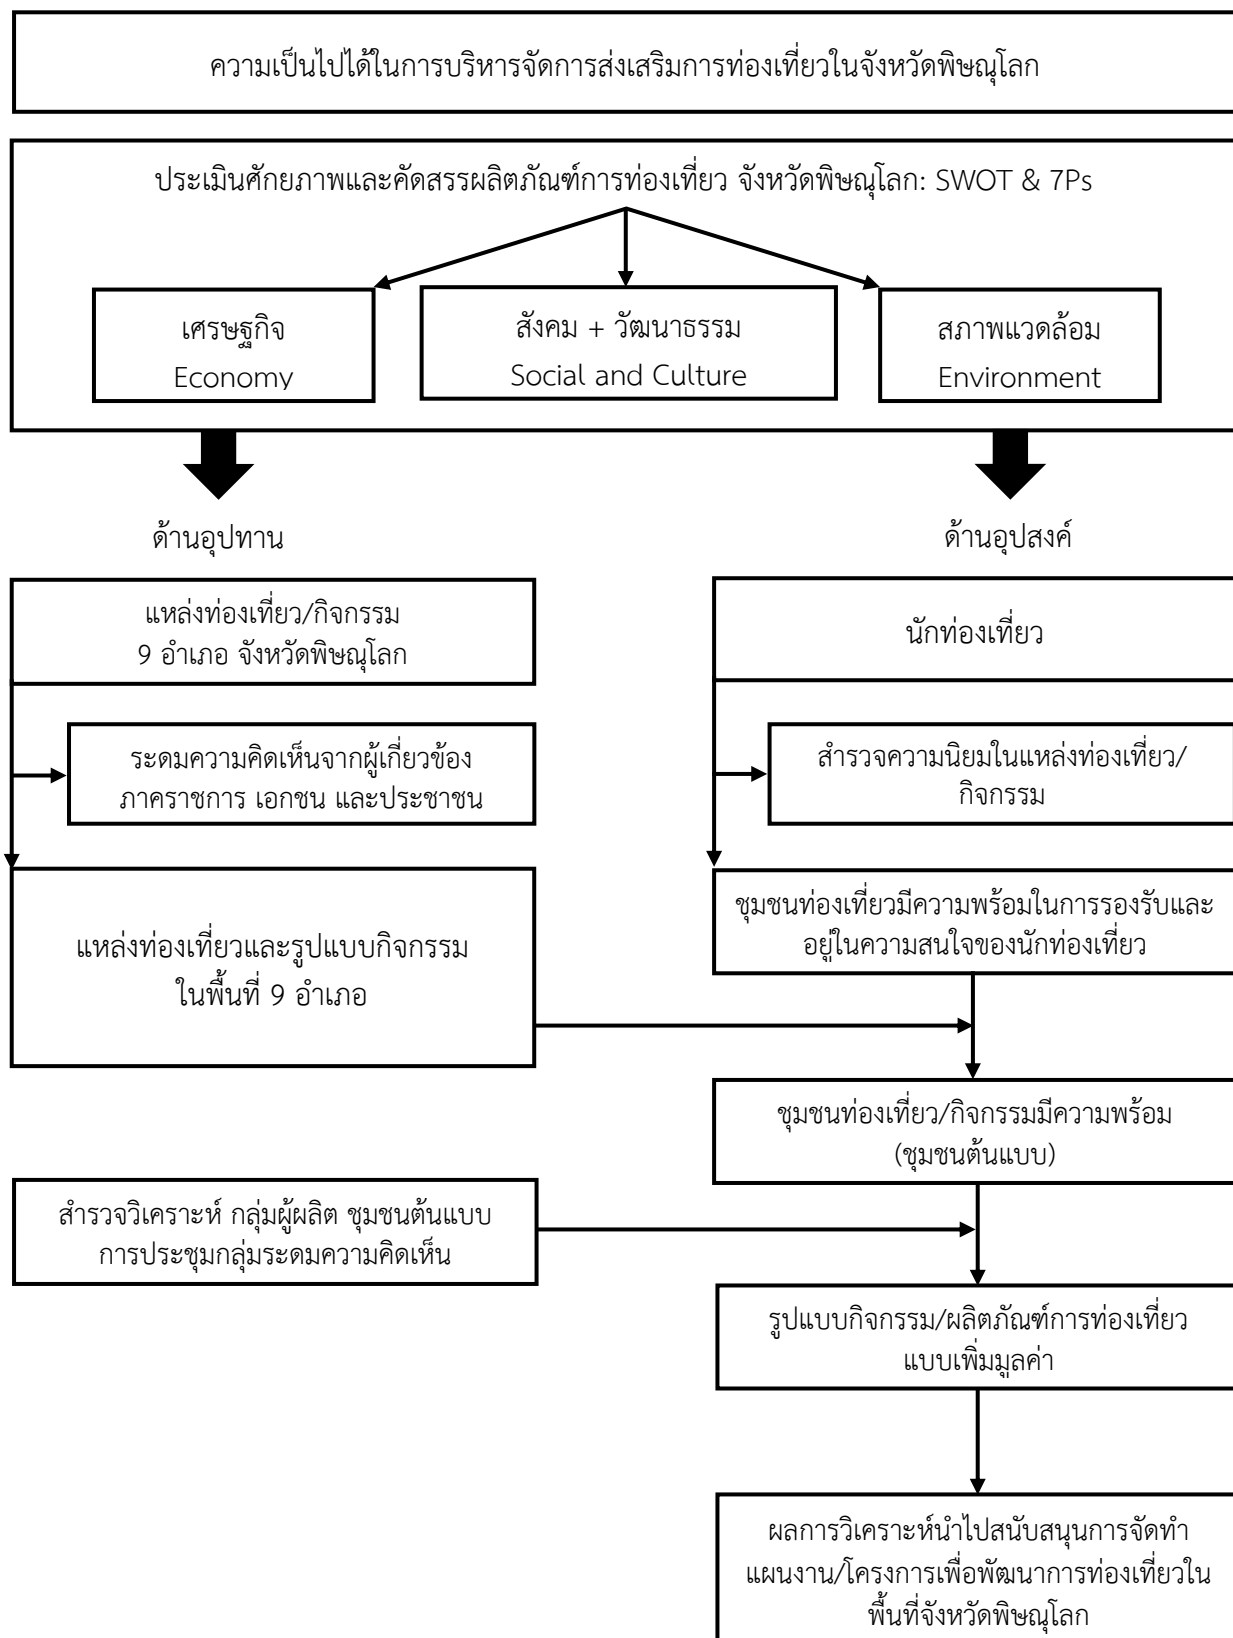 ความเป็นไปได้ในการบริหารจัดการส่งเสริมการท่องเที่ยวในจังหวัดพิษณุโลก
ประเมินศักยภาพและคัดสรรผลิตภัณฑ์การท่องเที่ยว จังหวัดพิษณุโลก: SWOT & 7Ps
เศรษฐกิจ
Economy
สังคม + วัฒนาธรรม
Social and Culture
สภาพแวดล้อม
Environment
ด้านอุปทาน
ด้านอุปสงค์
แหล่งท่องเที่ยว/กิจกรรม
9 อำเภอ จังหวัดพิษณุโลก
นักท่องเที่ยว
ระดมความคิดเห็นจากผู้เกี่ยวข้อง
ภาคราชการ เอกชน และประชาชน
สำรวจความนิยมในแหล่งท่องเที่ยว/
กิจกรรม
แหล่งท่องเที่ยวและรูปแบบกิจกรรม
ในพื้นที่ 9 อำเภอ
ชุมชนท่องเที่ยวมีความพร้อมในการรองรับและ
อยู่ในความสนใจของนักท่องเที่ยว
ชุมชนท่องเที่ยว/กิจกรรมมีความพร้อม
(ชุมชนต้นแบบ)
สำรวจวิเคราะห์ กลุ่มผู้ผลิต ชุมชนต้นแบบ
การประชุมกลุ่มระดมความคิดเห็น
รูปแบบกิจกรรม/ผลิตภัณฑ์การท่องเที่ยว
แบบเพิ่มมูลค่า
ผลการวิเคราะห์นำไปสนับสนุนการจัดทำ
แผนงาน/โครงการเพื่อพัฒนาการท่องเที่ยวใน
พื้นที่จังหวัดพิษณุโลก